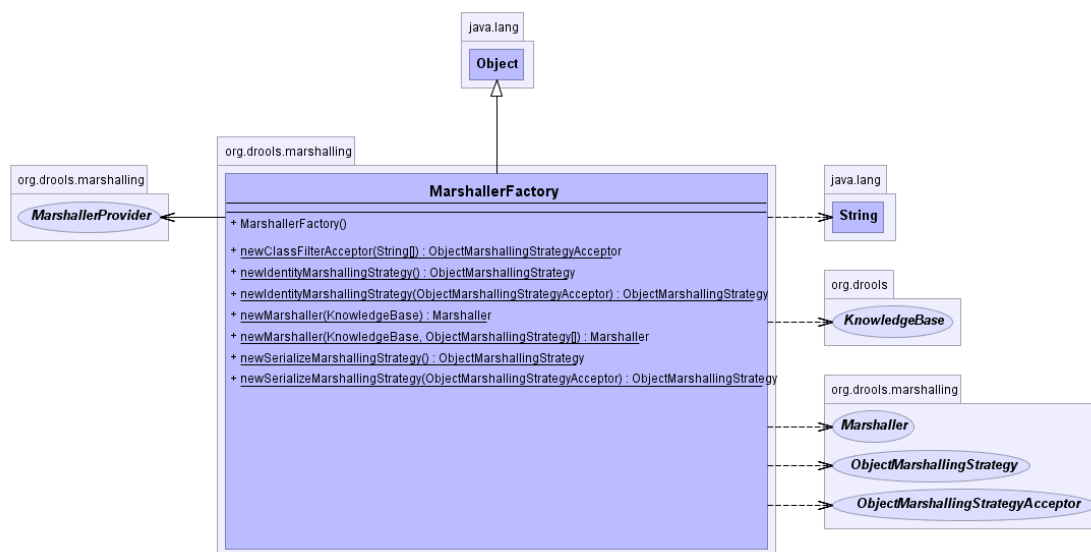 java.lang
Object
org.drools.marshalling
MarshallerProvider
org.drools.marshalling
MarshallerFactory
+ MarshallerFactory()
+ newClassFilterAcceptor(String[]) : ObjectMarshallingStrategyAcceptor
+ newIdentityMarshallingStrategy() : ObjectMarshallingStrategy
+ newIdentityMarshallingStrategy(ObjectMarshallingStrategyAcceptor) : ObjectMarshallingStrategy
+ newMarshaller(KnowledgeBase) : Marshaller
+ newMarshaller(KnowledgeBase, ObjectMarshallingStrategy[]) : Marshaller
+ newSerializeMarshallingStrategy() : ObjectMarshallingStrategy
+ newSerializeMarshallingStrategy(ObjectMarshallingStrategyAcceptor) : ObjectMarshallingStrategy
java.lang
String
org.drools
KnowledgeBase
org.drools.marshalling
Marshaller
ObjectMarshallingStrategy
ObjectMarshallingStrategyAcceptor